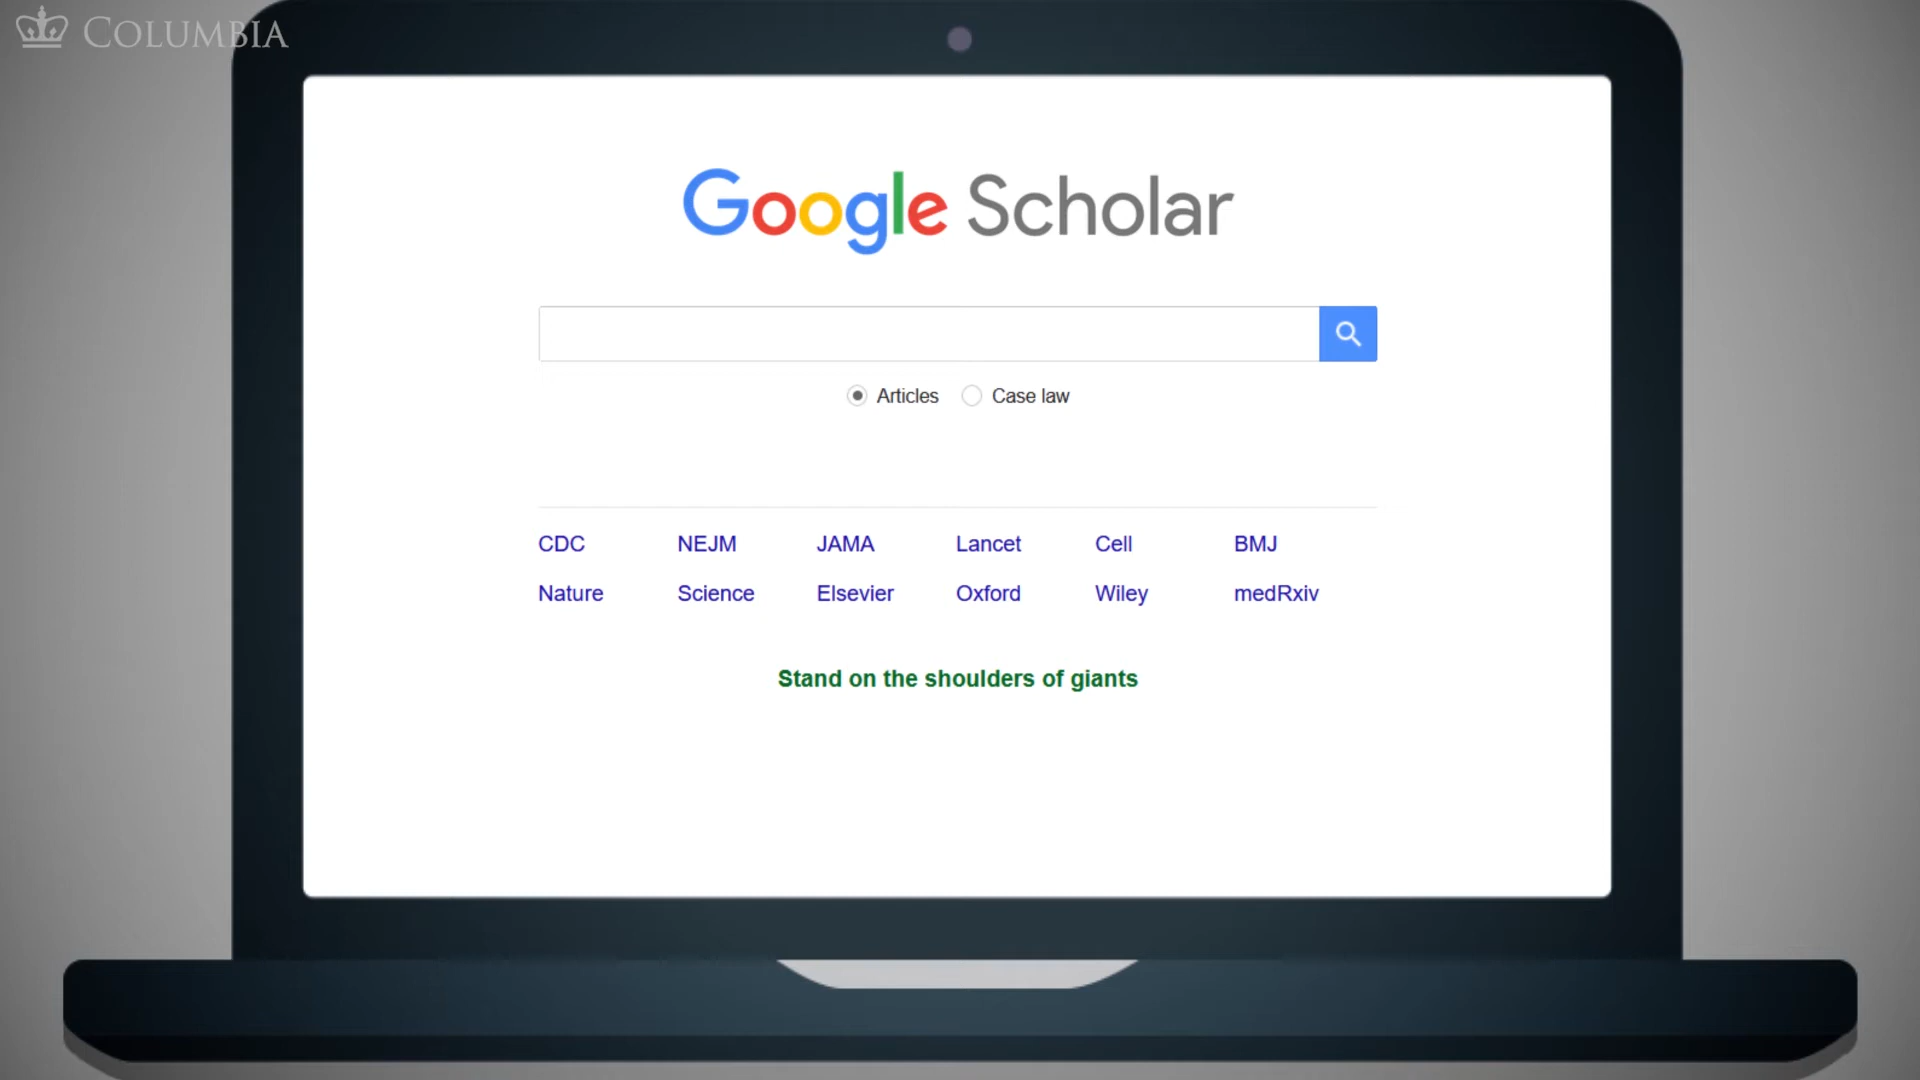 COLUMBIA
Google Scholar
Articles Case law
CDC NEJM JAMA Lancet Cell BMJ
Nature Science Elsevier Oxford Wiley medRxiv
Stand on the shoulders of giants